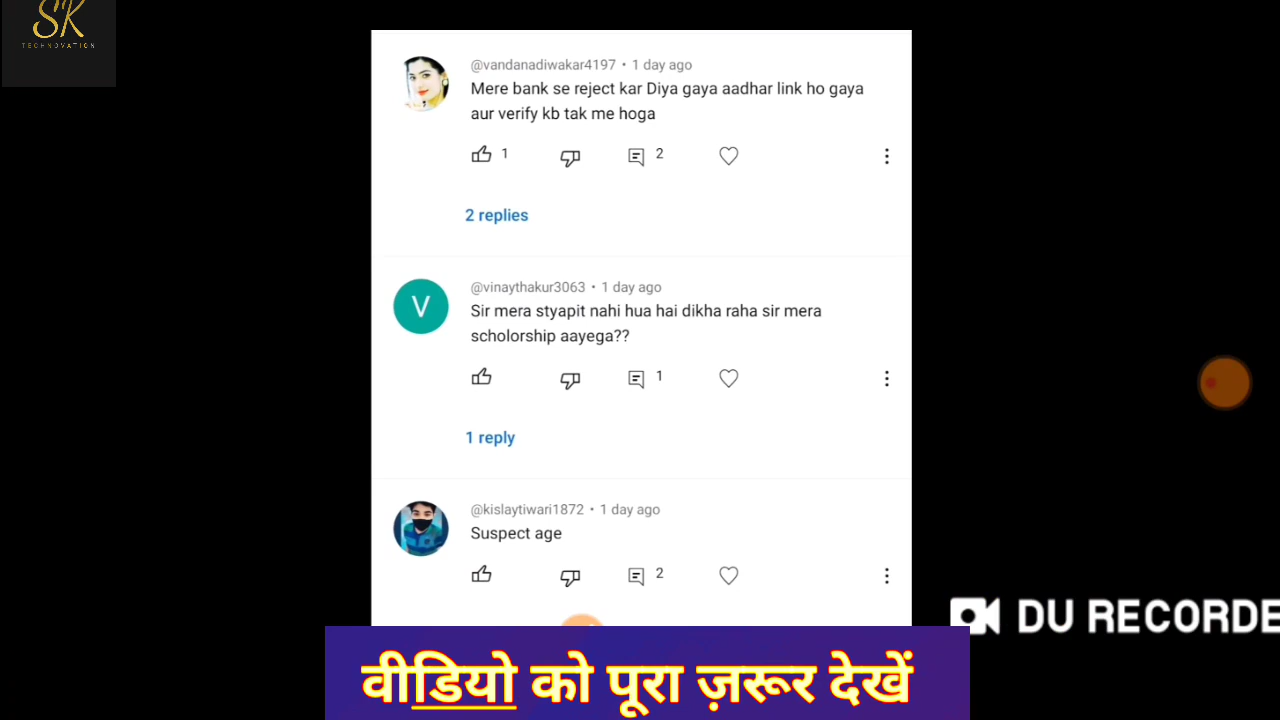 SK
TECHNOVATION
@vandanadiwakar4197 • 1 day ago
Mere bank se reject kar Diya gaya aadhar link ho gaya
aur verify kb tak me hoga
1 2
2 replies
V
@vinaythakur3063 • 1 day ago
Sir mera styapit nahi hua hai dikha raha sir mera
scholorship aayega??
1
1 reply
@kislaytiwari1872 • 1 day ago
Suspect age
2
DU RECORDE
वीडियो को पूरा ज़रूर देखें